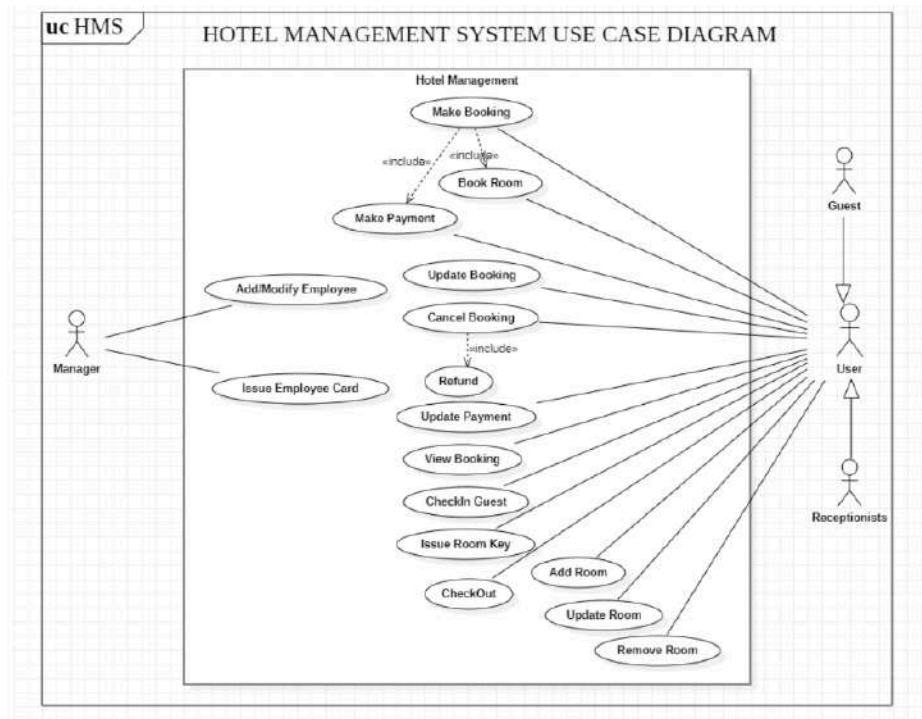 uc HMS
HOTEL MANAGEMENT SYSTEM USE CASE DIAGRAM
Hotel Management
Make Booking
«include»
«include»
Book Room
Make Payment
Guest
Update Booking
Add/Modify Employee
Cancel Booking
«include»
Manager
User
Issue Employee Card
Refund
Update Payment
View Booking
CheckIn Guest
Receptionists
Issue Room Key
Add Room
CheckOut
Update Room
Remove Room